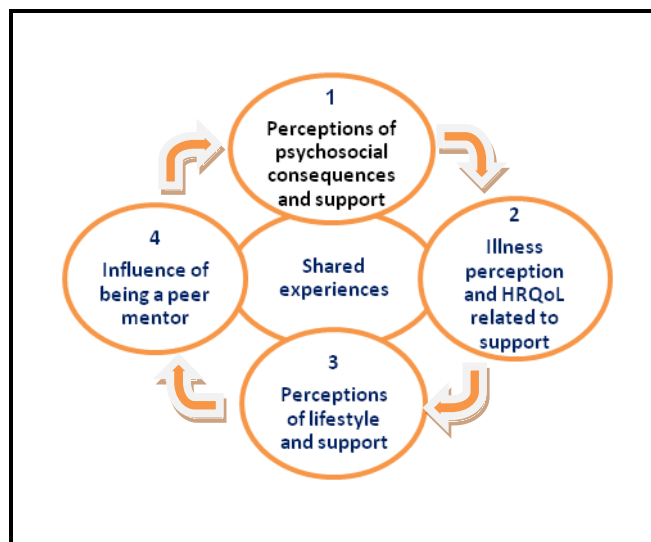 1
Perceptions of
psychosocial
consequences
and support
2
Illness
perception
and HRQoL
related to
support
3
Perceptions
of lifestyle
and support
4
Influence of
being a peer
mentor
Shared
experiences